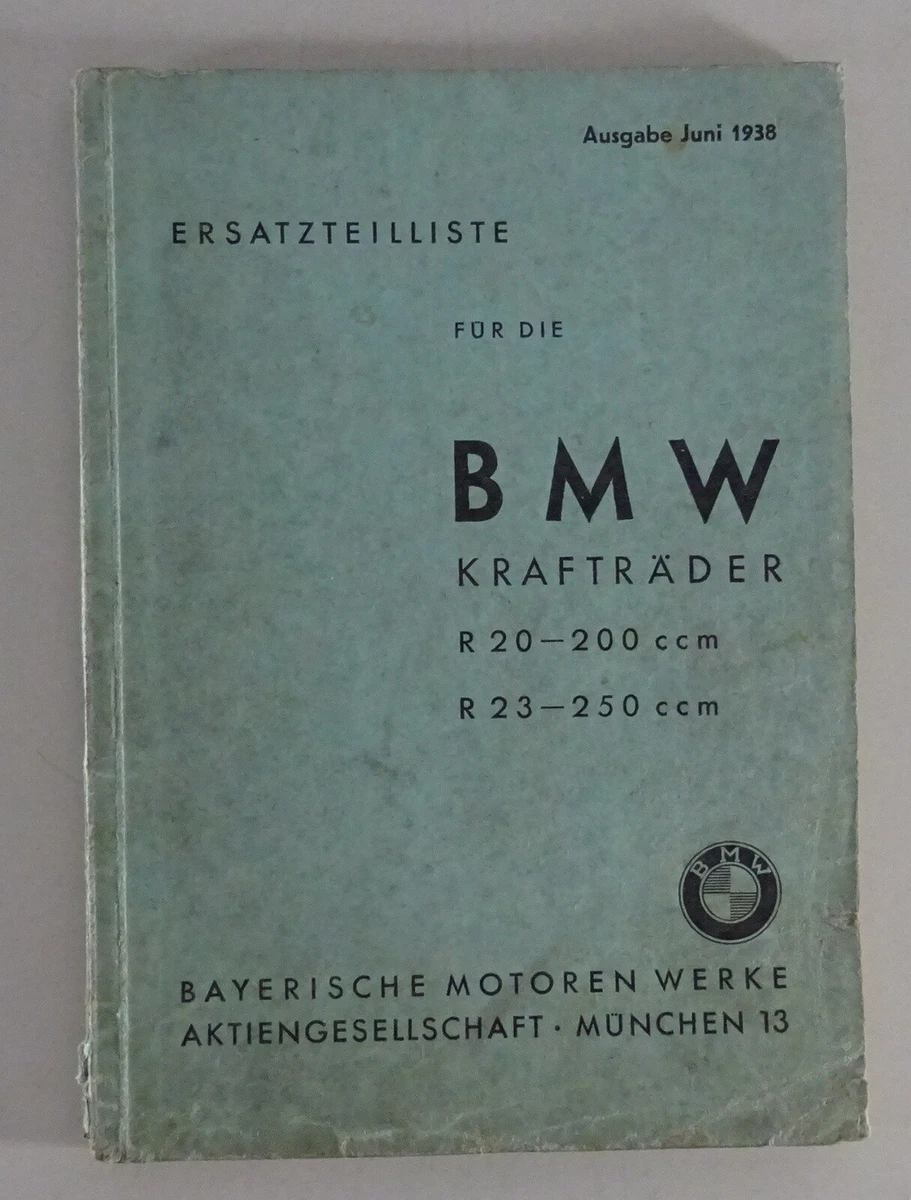 Ausgabe Juni 1938
ERSATZTEILLISTE
FÜR DIE
BMW
KRAFTRÄDER
R 20—200 ccm
R 23—250 ccm
BMW
BAYERISCHE MOTOREN WERKE
AKTIENGESELLSCHAFT · MÜNCHEN 13